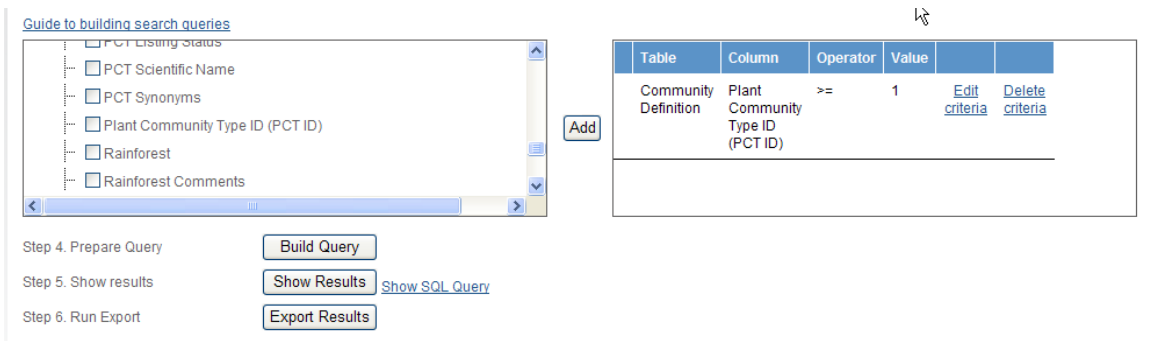 Guide to building search queries
PCT Listing Status
PCT Scientific Name
PCT Synonyms
Plant Community Type ID (PCT ID)
Rainforest
Rainforest Comments
Add
Table Column Operator Value
Community Plant >= 1 Edit Delete
Definition Community criteria criteria
Type ID
(PCT ID)
Step 4. Prepare Query Build Query
Step 5. Show results Show Results Show SQL Query
Step 6. Run Export Export Results